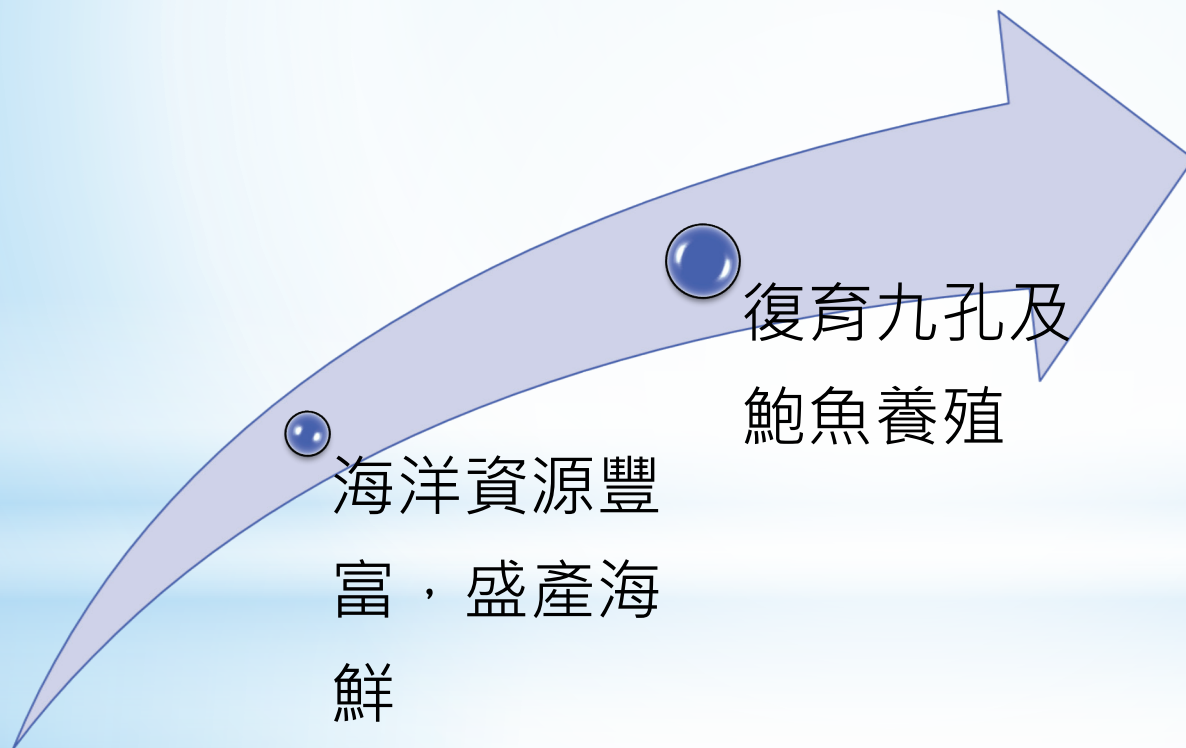 海洋資源豐
富，盛產海
鮮
復育九孔及
鮑魚養殖